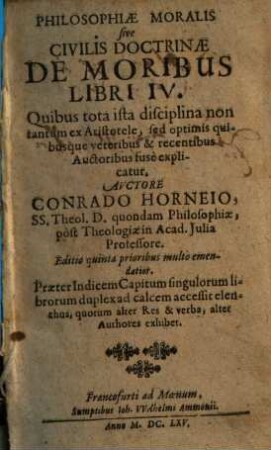 PHILOSOPHIÆ MORALIS
sive
CIVILIS DOCTRINÆ
DE MORIBUS
LIBRI IV.
Quibus tota ista disciplina non
tantùm ex Aristotele, sed optimis qui-
busque veteribus & recentibus
Auctoribus fusè expli-
catur,
AVCTORE
CONRADO HORNEIO,
SS. Theol. D. quondam Philosophiæ,
pòst Theologiæ in Acad. Julia
Professore.
Editio quinta prioribus multo emen-
datior.
Præter Indicem Capitum singulorum li-
brorum duplex ad calcem accessit elen-
chus, quorum alter Res & verba, alter
Authores exhibet.
Francofurti ad Mœnum,
Sumptibus Ioh. VVilhelmi Ammonii.
Anno M. DC. LXV.